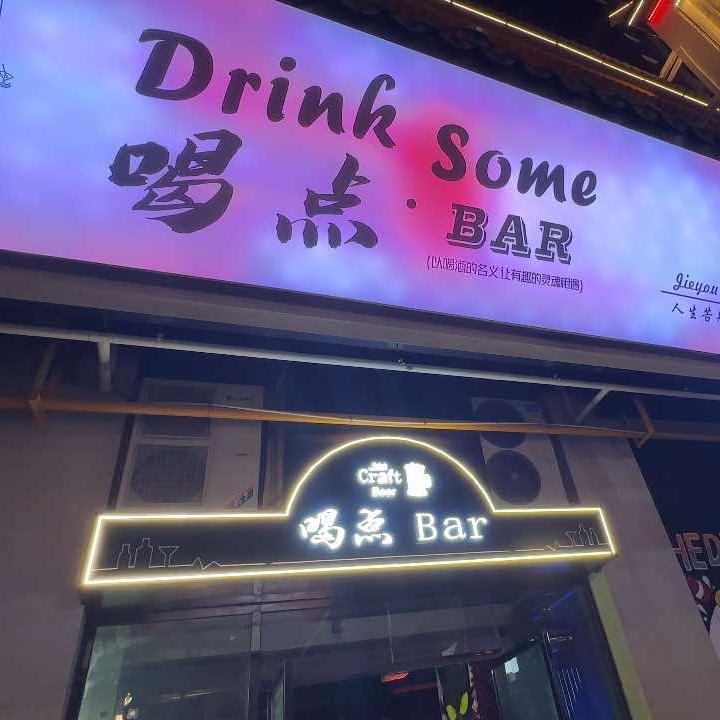 Drink Some
喝点·BAR
(以喝酒的名义让有趣的灵魂相遇)
Jieyou
人生苦
Craft
Beer
喝点 Bar
HED